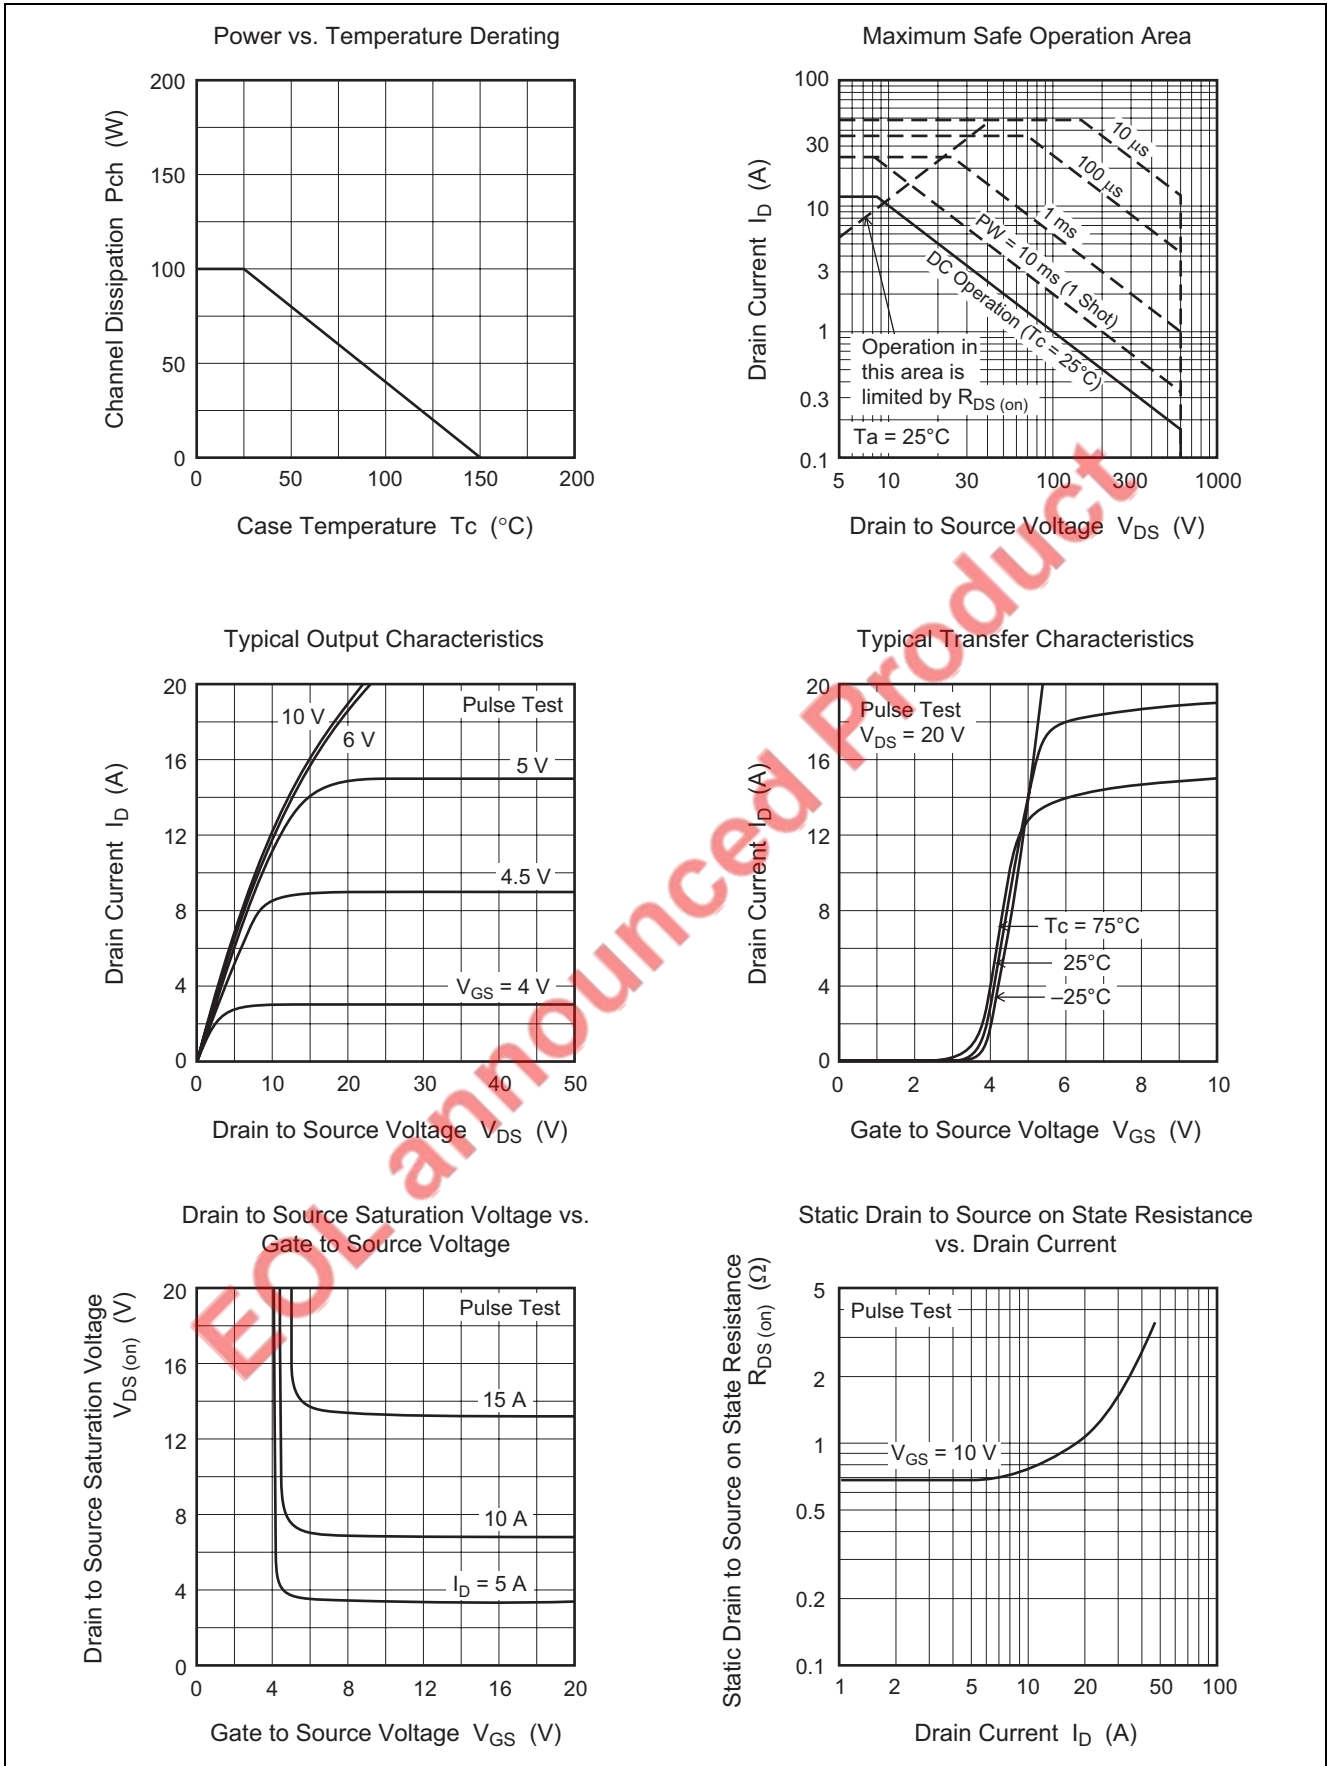 Power vs. Temperature Derating
Channel Dissipation Pch (W)
200
150
100
50
0
0 50 100 150 200
Case Temperature Tc (°C)
Maximum Safe Operation Area
Drain Current ID (A)
100
30
10
3
1
0.3
0.1
10 μs
100 μs
1 ms
PW = 10 ms (1 Shot)
DC Operation (Tc = 25°C)
Operation in
this area is
limited by RDS (on)
Ta = 25°C
5 10 30 100 300 1000
Drain to Source Voltage VDS (V)
Typical Output Characteristics
Drain Current ID (A)
20
16
12
8
4
0
Pulse Test
10 V
6 V
5 V
4.5 V
VGS = 4 V
0 10 20 30 40 50
Drain to Source Voltage VDS (V)
Typical Transfer Characteristics
Drain Current ID (A)
20
16
12
8
4
0
Pulse Test
VDS = 20 V
Tc = 75°C
25°C
–25°C
0 2 4 6 8 10
Gate to Source Voltage VGS (V)
Drain to Source Saturation Voltage vs.
Gate to Source Voltage
Drain to Source Saturation Voltage
VDS (on) (V)
20
16
12
8
4
0
Pulse Test
15 A
10 A
ID = 5 A
0 4 8 12 16 20
Gate to Source Voltage VGS (V)
Static Drain to Source on State Resistance
vs. Drain Current
Static Drain to Source on State Resistance
RDS (on) (Ω)
5
2
1
0.5
0.2
0.1
Pulse Test
VGS = 10 V
1 2 5 10 20 50 100
Drain Current ID (A)
EOL announced Product